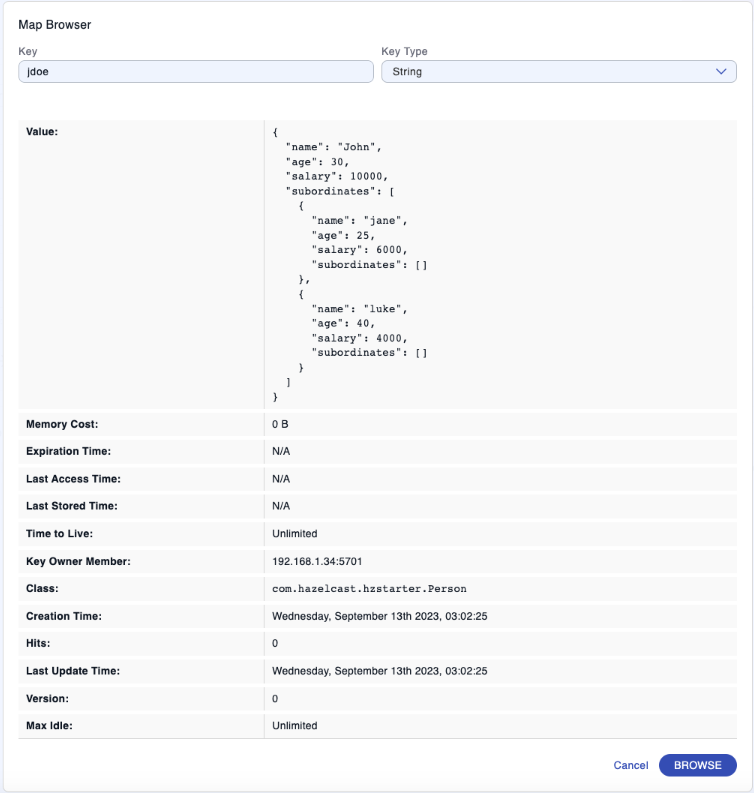 Map Browser
Key
Key Type
jdoe
String
Value:
{
  "name": "John",
  "age": 30,
  "salary": 10000,
  "subordinates": [
    {
      "name": "jane",
      "age": 25,
      "salary": 6000,
      "subordinates": []
    },
    {
      "name": "luke",
      "age": 40,
      "salary": 4000,
      "subordinates": []
    }
  ]
}
Memory Cost: 0 B
Expiration Time: N/A
Last Access Time: N/A
Last Stored Time: N/A
Time to Live: Unlimited
Key Owner Member: 192.168.1.34:5701
Class: com.hazelcast.hzstarter.Person
Creation Time: Wednesday, September 13th 2023, 03:02:25
Hits: 0
Last Update Time: Wednesday, September 13th 2023, 03:02:25
Version: 0
Max Idle: Unlimited
Cancel BROWSE